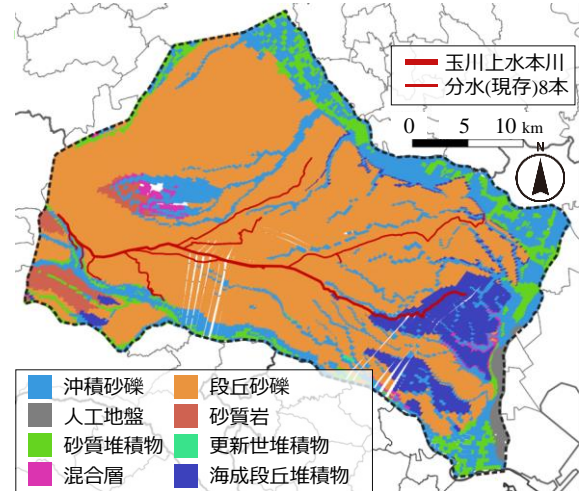 玉川上水本川
分水(現存)8本
0 5 10 km
N
沖積砂礫 段丘砂礫
人工地盤 砂質岩
砂質堆積物 更新世堆積物
混合層 海成段丘堆積物